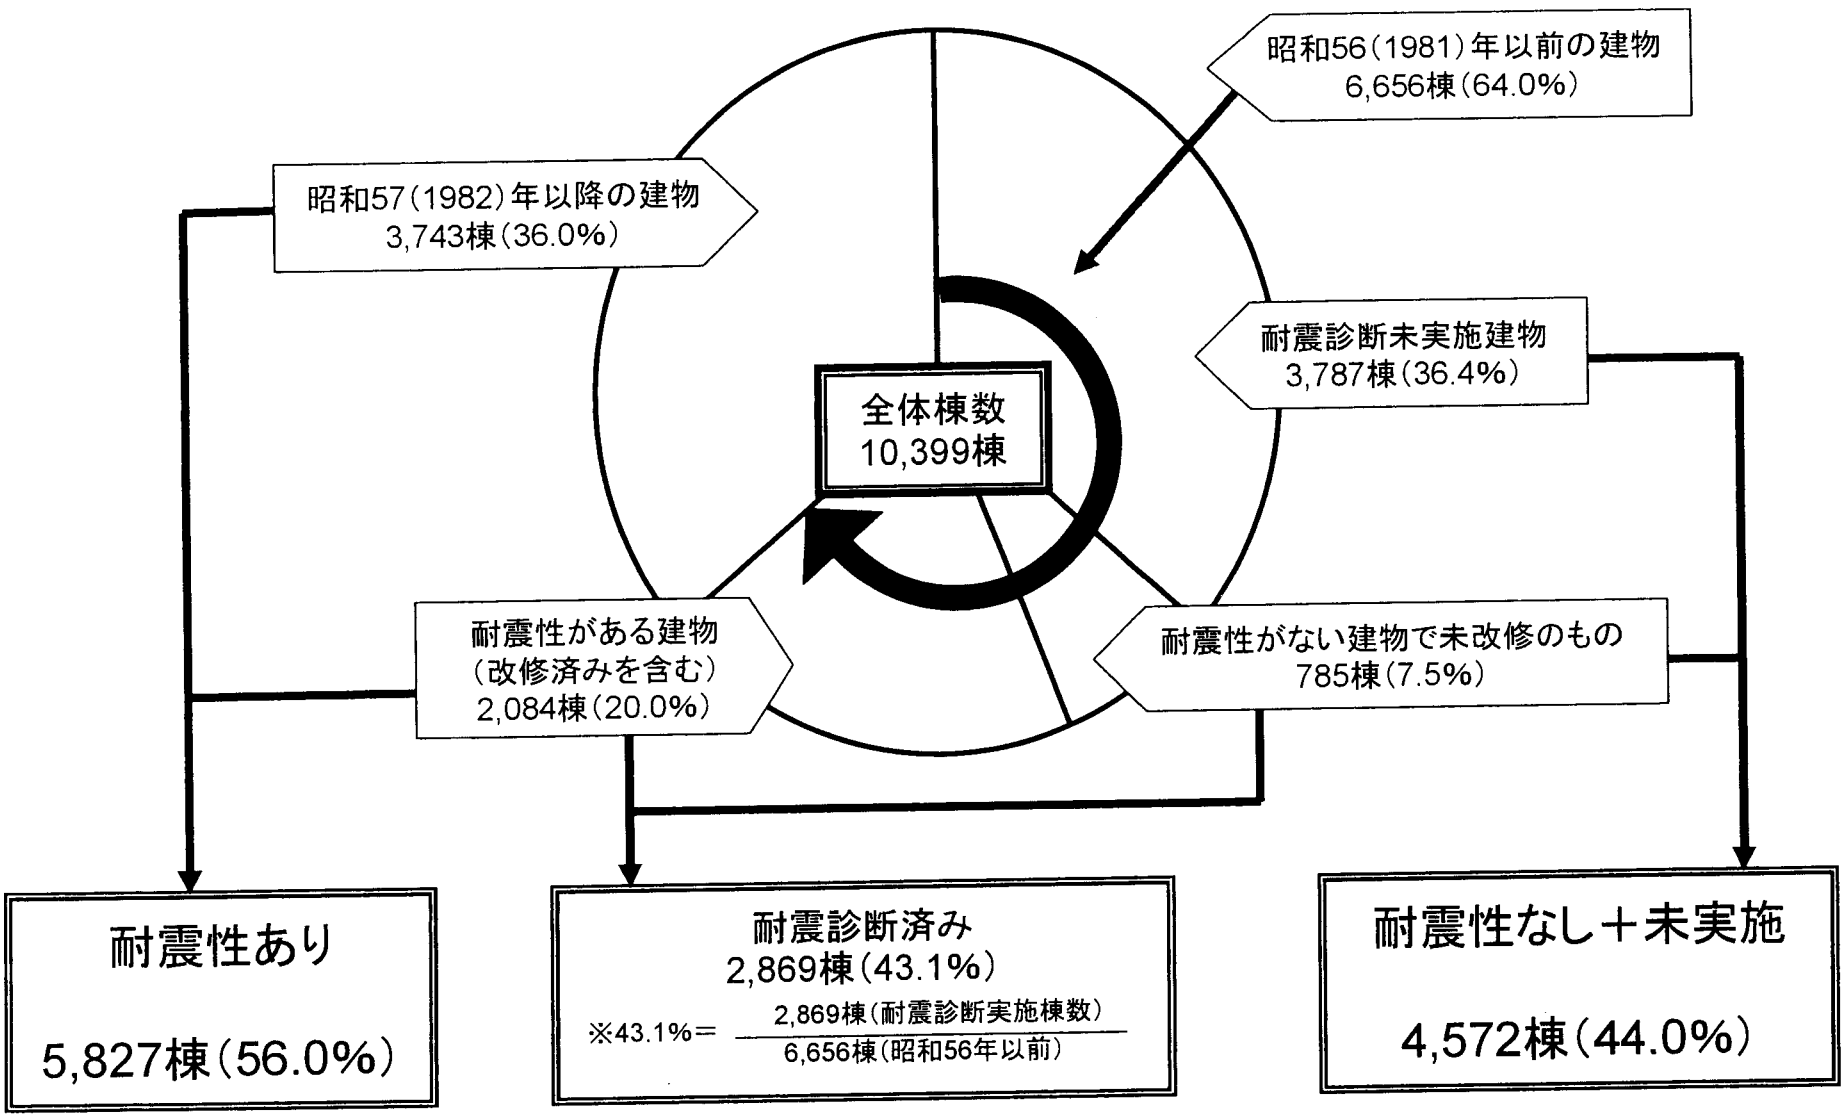 昭和56(1981)年以前の建物
6,656棟(64.0%)
昭和57(1982)年以降の建物
3,743棟(36.0%)
耐震診断未実施建物
3,787棟(36.4%)
全体棟数
10,399棟
耐震性がある建物
(改修済みを含む)
2,084棟(20.0%)
耐震性がない建物で未改修のもの
785棟(7.5%)
耐震性あり
5,827棟(56.0%)
耐震診断済み
2,869棟(43.1%)
※43.1%=
2,869棟(耐震診断実施棟数)
6,656棟(昭和56年以前)
耐震性なし+未実施
4,572棟(44.0%)